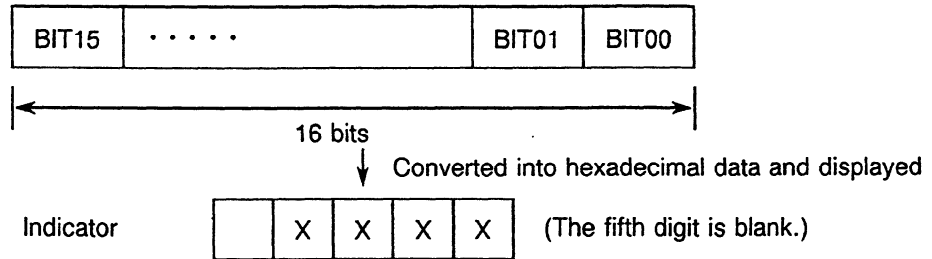 BIT15 ..... BIT01 BIT00
16 bits
Converted into hexadecimal data and displayed
Indicator X X X X (The fifth digit is blank.)